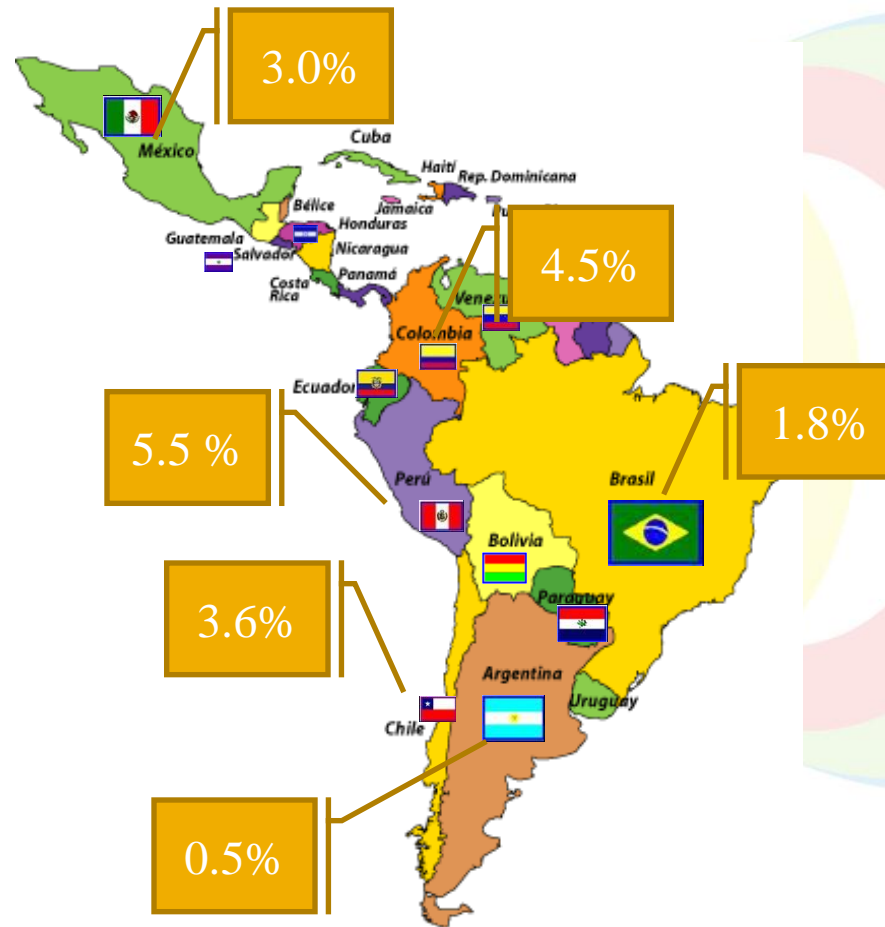 3.0%
Cuba
México
Haití
Rep. Dominicana
Bélice
Jamaica
Honduras
Guatemala
Salvador
Nicaragua
4.5%
Costa
Rica
Panamá
Colombia
Ecuador
1.8%
5.5 %
Perú
Brasil
Bolivia
3.6%
Paraguay
Argentina
Uruguay
Chile
0.5%